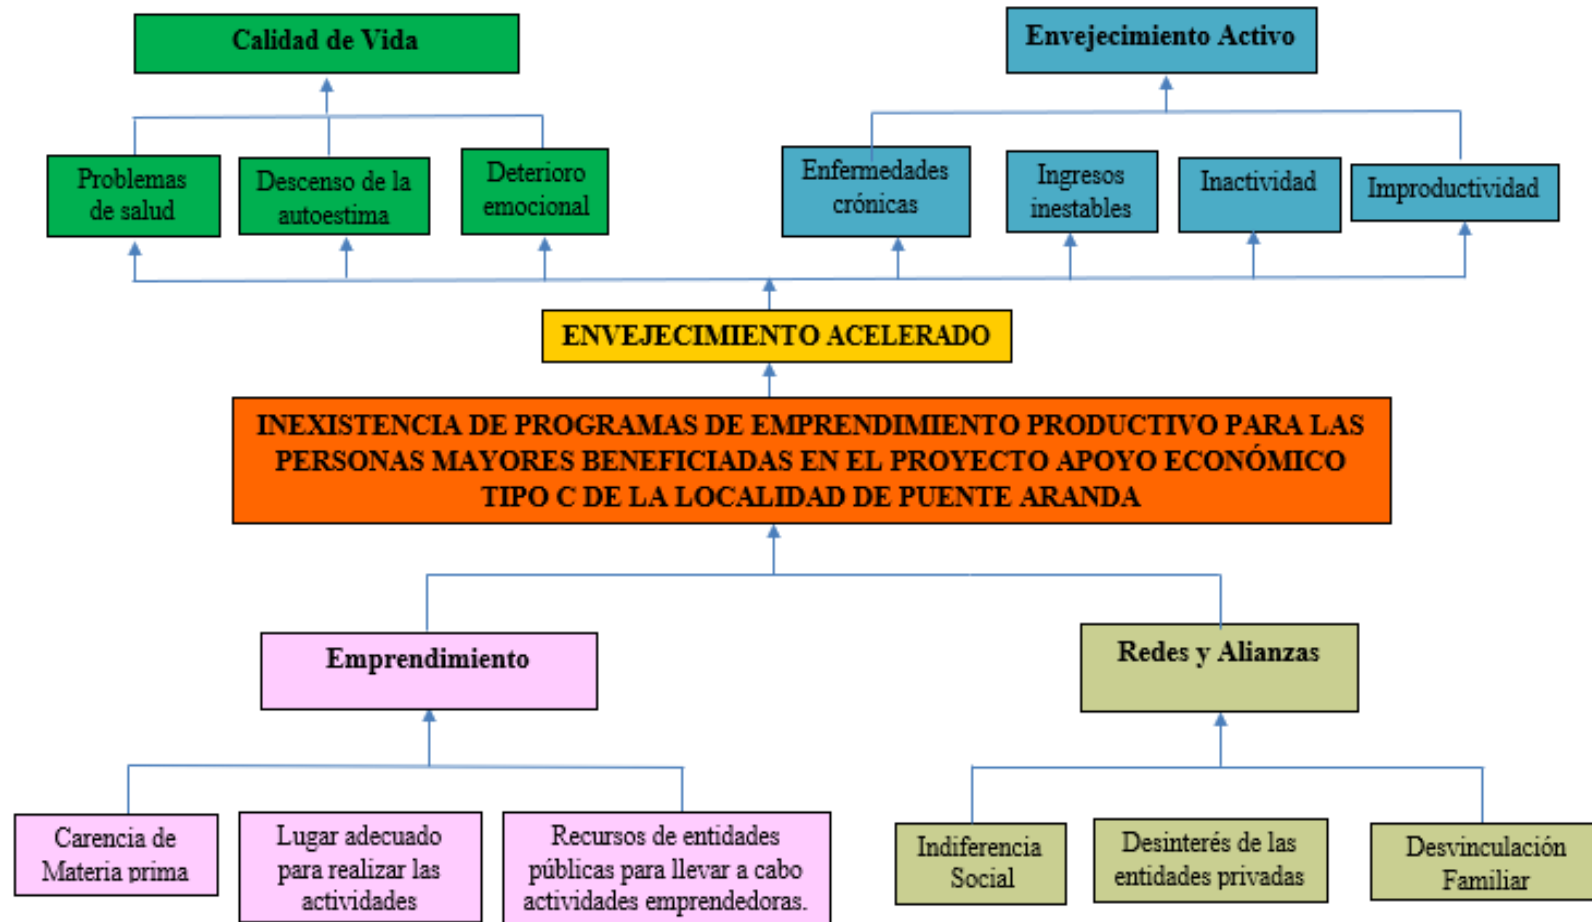 Calidad de Vida
Envejecimiento Activo
Problemas
de salud
Descenso de la
autoestima
Deterioro
emocional
Enfermedades
crónicas
Ingresos
inestables
Inactividad
Improductividad
ENVEJECIMIENTO ACELERADO
INEXISTENCIA DE PROGRAMAS DE EMPRENDIMIENTO PRODUCTIVO PARA LAS
PERSONAS MAYORES BENEFICIADAS EN EL PROYECTO APOYO ECONÓMICO
TIPO C DE LA LOCALIDAD DE PUENTE ARANDA
Emprendimiento
Redes y Alianzas
Carencia de
Materia prima
Lugar adecuado
para realizar las
actividades
Recursos de entidades
públicas para llevar a cabo
actividades emprendedoras.
Indiferencia
Social
Desinterés de las
entidades privadas
Desvinculación
Familiar